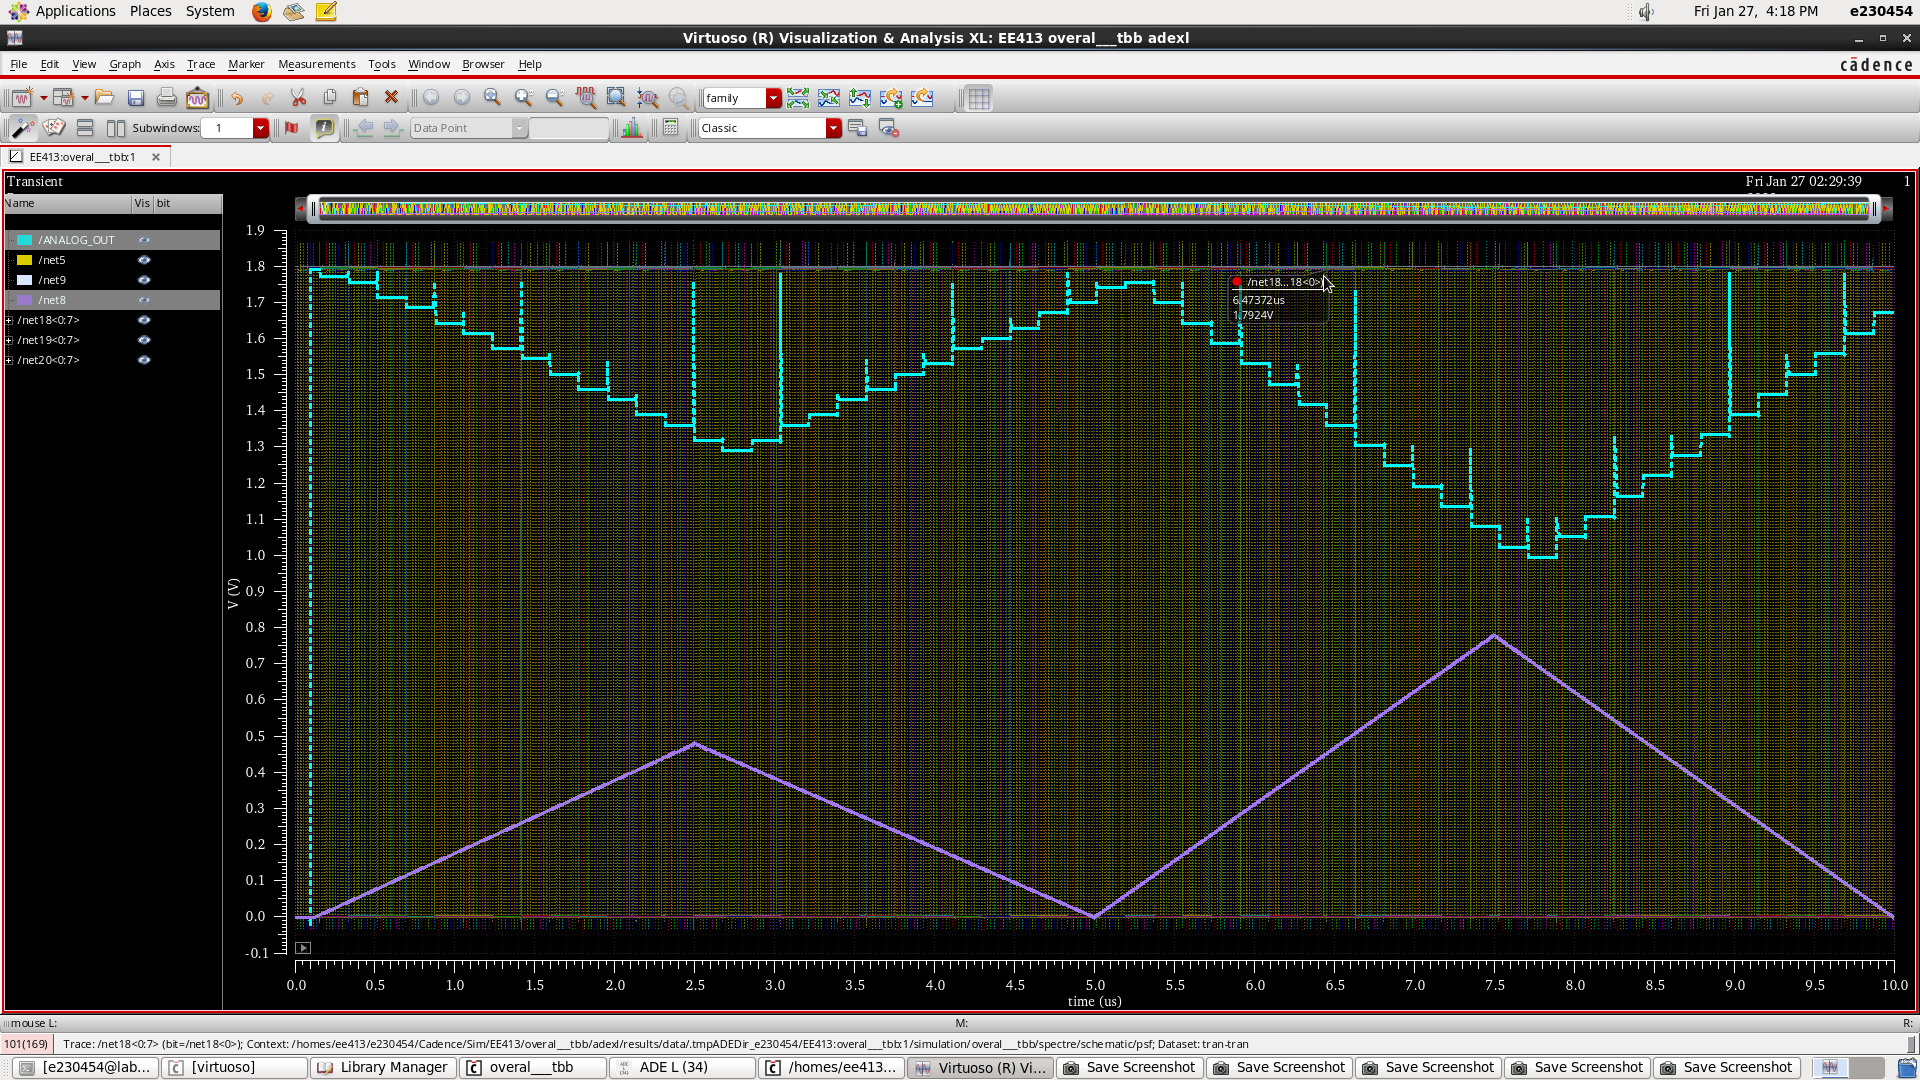 Applications Places System Fri Jan 27, 4:18 PM e230454
Virtuoso (R) Visualization & Analysis XL: EE413 overal___tbb adexl
File Edit View Graph Axis Trace Marker Measurements Tools Window Browser Help cādence
family
Subwindows: 1 Data Point Classic
EE413:overal___tbb:1
Transient Fri Jan 27 02:29:39 1
Name Vis bit
/ANALOG_OUT
/net5
/net9
/net8
/net18<0:7>
/net19<0:7>
/net20<0:7>
1.9
1.8
1.7
1.6
1.5
1.4
1.3
1.2
1.1
1.0
0.9
0.8
0.7
0.6
0.5
0.4
0.3
0.2
0.1
0.0
-0.1
V (V)
/net18...18<0>
6.47372us
1.7924V
0.0 0.5 1.0 1.5 2.0 2.5 3.0 3.5 4.0 4.5 5.0 5.5 6.0 6.5 7.0 7.5 8.0 8.5 9.0 9.5 10.0
time (us)
mouse L: M: R:
101(169) Trace: /net18<0:7> (bit=/net18<0>); Context: /homes/ee413/e230454/Cadence/Sim/EE413/overal___tbb/adexl/results/data/.tmpADEDir_e230454/EE413:overal___tbb:1/simulation/overal___tbb/spectre/schematic/psf; Dataset: tran-tran
[e230454@lab... [virtuoso] Library Manager overal___tbb ADE L (34) /homes/ee413... Virtuoso (R) Vi... Save Screenshot Save Screenshot Save Screenshot Save Screenshot Save Screenshot